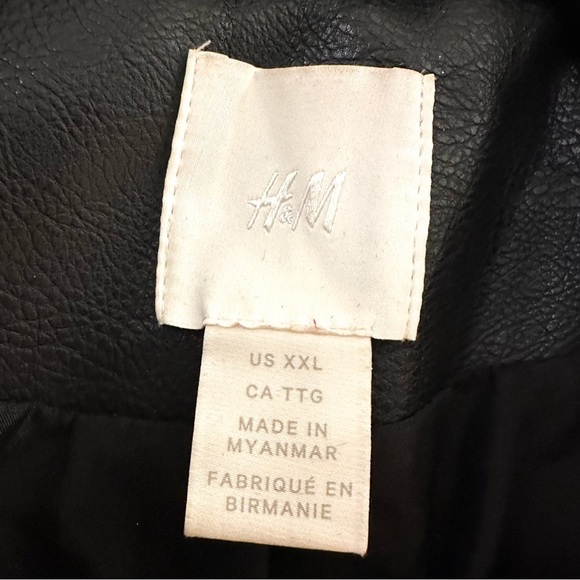 H&M
US XXL
CA TTG
MADE IN
MYANMAR
FABRIQUÉ EN
BIRMANIE